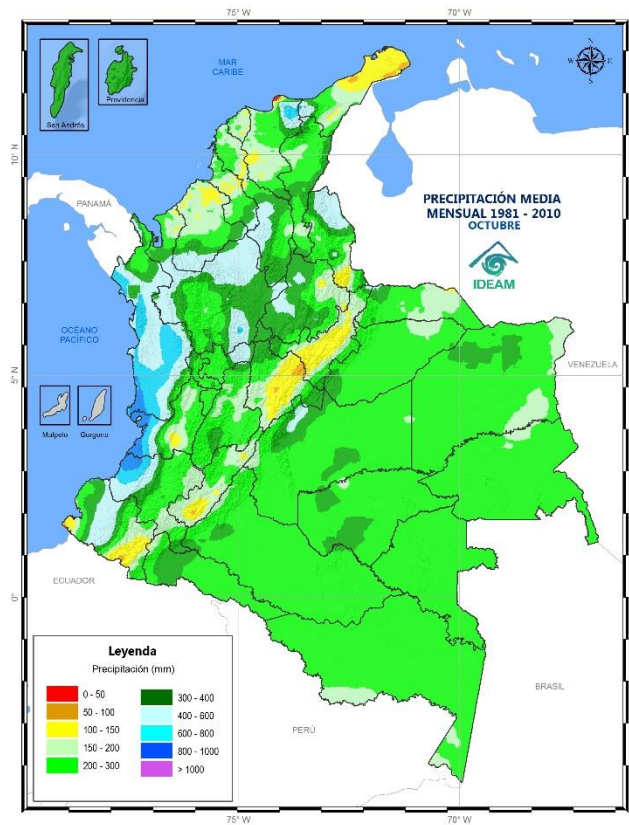 75° W
70° W
MAR
CARIBE
N
W
E
S
San Andrés
Providencia
10° N
PANAMÁ
PRECIPITACIÓN MEDIA
MENSUAL 1981 - 2010
OCTUBRE
IDEAM
OCÉANO
PACÍFICO
VENEZUELA
5° N
Malpelo
Gorgona
ECUADOR
0°
Leyenda
Precipitación (mm)
0 - 50
50 - 100
100 - 150
150 - 200
200 - 300
300 - 400
400 - 600
600 - 800
800 - 1000
> 1000
BRASIL
PERÚ
75° W
70° W